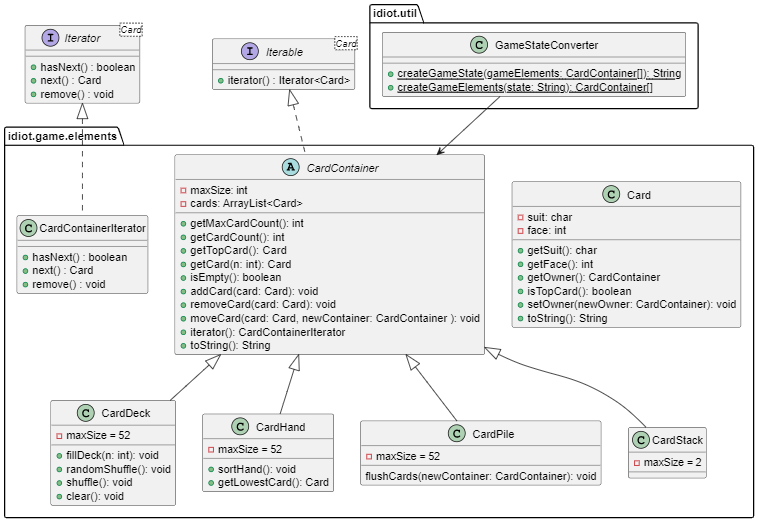 idiot.util
I Iterator
Card
hasNext() : boolean
next() : Card
remove() : void
I Iterable
Card
iterator() : Iterator<Card>
C GameStateConverter
createGameState(gameElements: CardContainer[]): String
createGameElements(state: String): CardContainer[]
idiot.game.elements
C CardContainerIterator
hasNext() : boolean
next() : Card
remove() : void
A CardContainer
maxSize: int
cards: ArrayList<Card>
getMaxCardCount(): int
getCardCount(): int
getTopCard(): Card
getCard(n: int): Card
isEmpty(): boolean
addCard(card: Card): void
removeCard(card: Card): void
moveCard(card: Card, newContainer: CardContainer ): void
iterator(): CardContainerIterator
toString(): String
C Card
suit: char
face: int
getSuit(): char
getFace(): int
getOwner(): CardContainer
isTopCard(): boolean
setOwner(newOwner: CardContainer): void
toString(): String
C CardDeck
maxSize = 52
fillDeck(n: int): void
randomShuffle(): void
shuffle(): void
clear(): void
C CardHand
maxSize = 52
sortHand(): void
getLowestCard(): Card
C CardPile
maxSize = 52
flushCards(newContainer: CardContainer): void
C CardStack
maxSize = 2